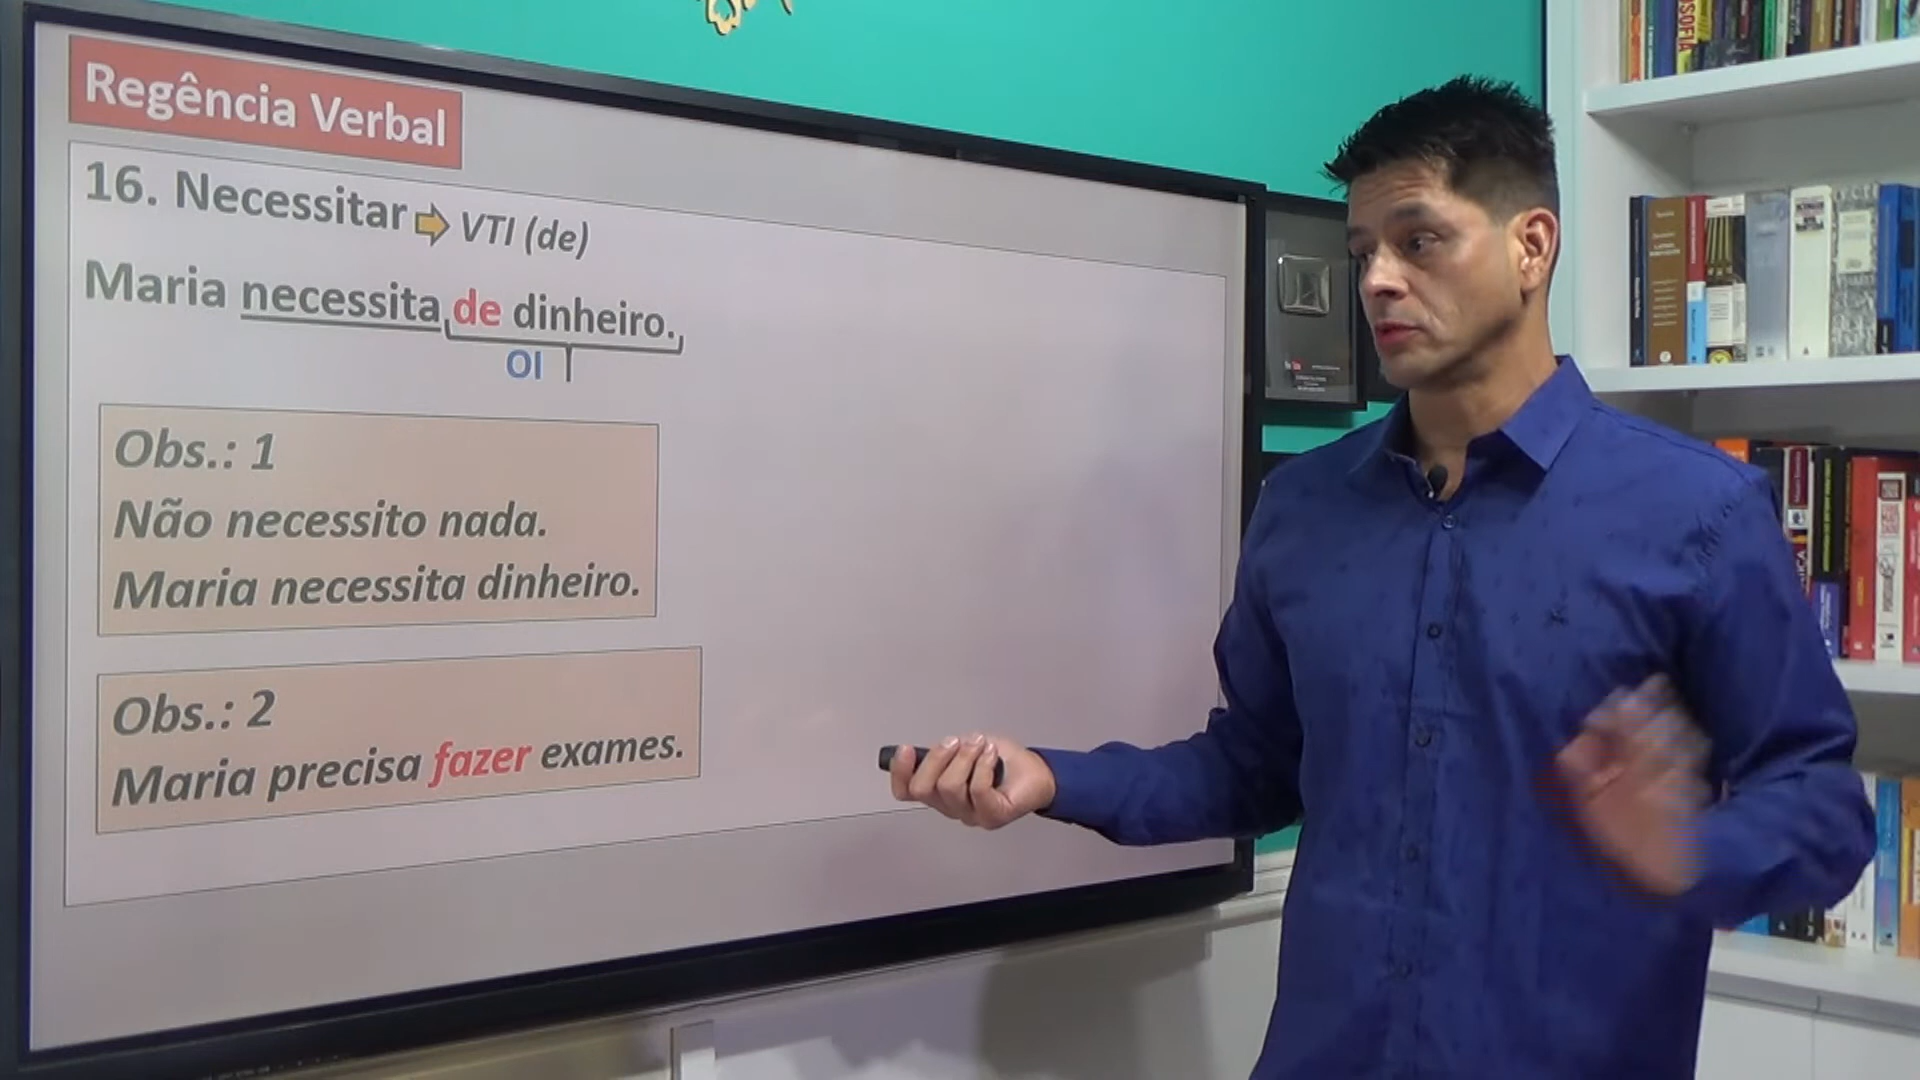 Regência Verbal
16. Necessitar ➪ VTI (de)
Maria necessita de dinheiro.
OI
Obs.: 1
Não necessito nada.
Maria necessita dinheiro.
Obs.: 2
Maria precisa fazer exames.